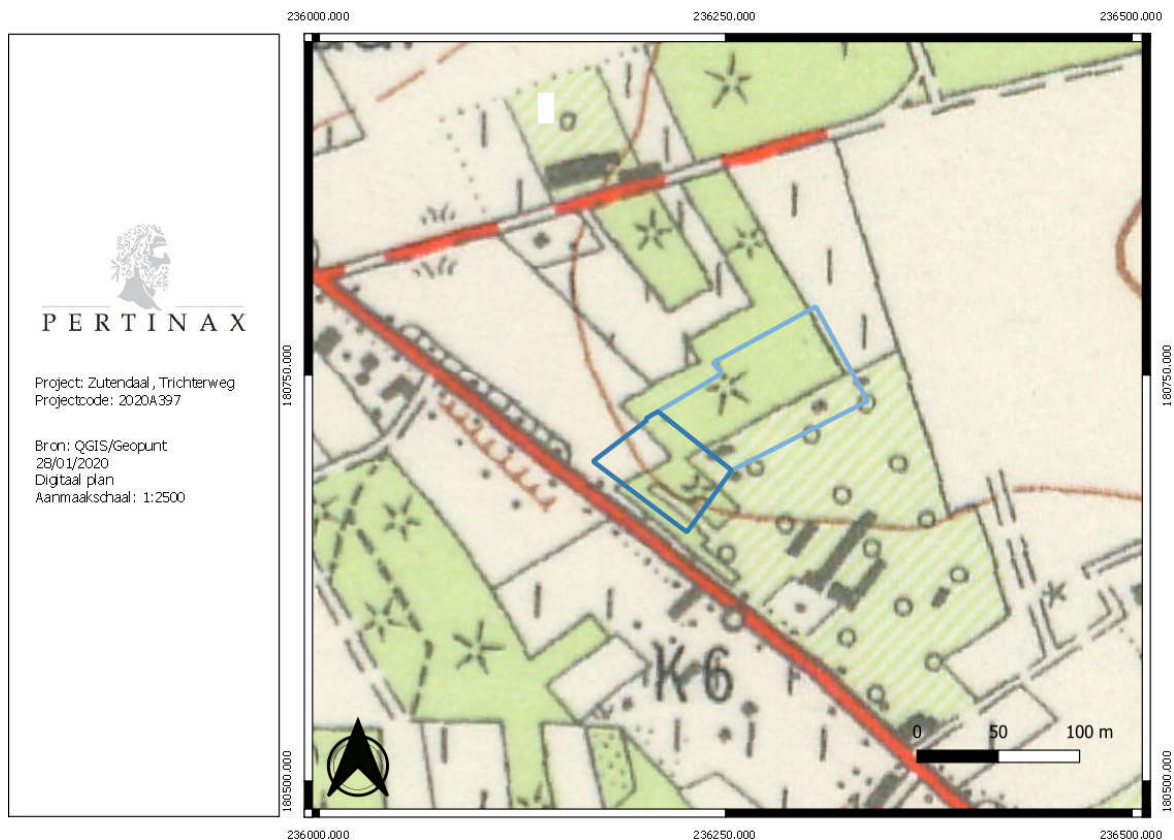 236000.000
236250.000
236500.000
PERTINAX
Project: Zutendaal, Trichterweg
Projectcode: 2020A397
Bron: QGIS/Geopunt
28/01/2020
Digitaal plan
Aanmaakschaal: 1:2500
180750.000
180750.000
K 6
0 50 100 m
180500.000
180500.000
236000.000
236250.000
236500.000